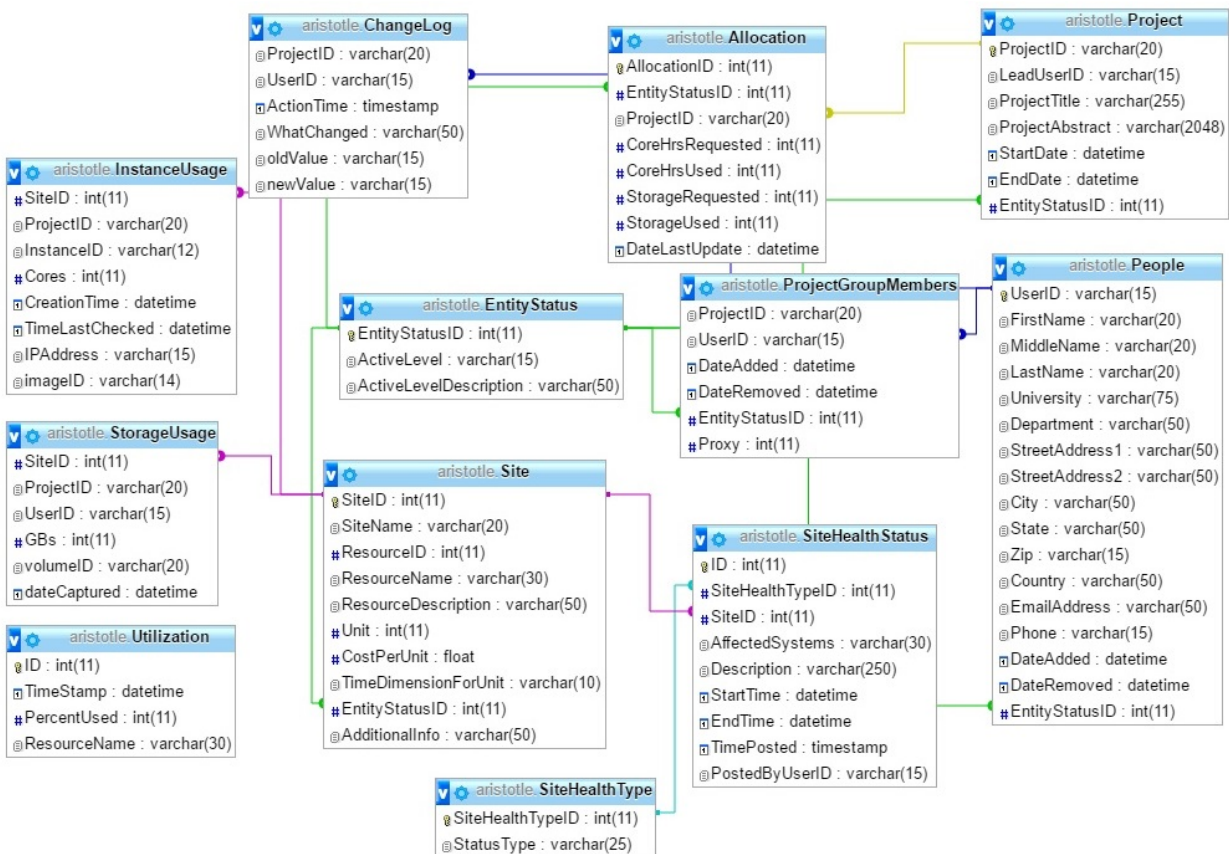 aristotle.ChangeLog
ProjectID : varchar(20)
UserID : varchar(15)
ActionTime : timestamp
WhatChanged : varchar(50)
oldValue : varchar(15)
newValue : varchar(15)
aristotle.Allocation
AllocationID : int(11)
EntityStatusID : int(11)
ProjectID : varchar(20)
CoreHrsRequested : int(11)
CoreHrsUsed : int(11)
StorageRequested : int(11)
StorageUsed : int(11)
DateLastUpdate : datetime
aristotle.Project
ProjectID : varchar(20)
LeadUserID : varchar(15)
ProjectTitle : varchar(255)
ProjectAbstract : varchar(2048)
StartDate : datetime
EndDate : datetime
EntityStatusID : int(11)
aristotle.InstanceUsage
SiteID : int(11)
ProjectID : varchar(20)
InstanceID : varchar(12)
Cores : int(11)
CreationTime : datetime
TimeLastChecked : datetime
IPAddress : varchar(15)
imageID : varchar(14)
aristotle.EntityStatus
EntityStatusID : int(11)
ActiveLevel : varchar(15)
ActiveLevelDescription : varchar(50)
aristotle.ProjectGroupMembers
ProjectID : varchar(20)
UserID : varchar(15)
DateAdded : datetime
DateRemoved : datetime
EntityStatusID : int(11)
Proxy : int(11)
aristotle.People
UserID : varchar(15)
FirstName : varchar(20)
MiddleName : varchar(20)
LastName : varchar(20)
University : varchar(75)
Department : varchar(50)
StreetAddress1 : varchar(50)
StreetAddress2 : varchar(50)
City : varchar(50)
State : varchar(50)
Zip : varchar(15)
Country : varchar(50)
EmailAddress : varchar(50)
Phone : varchar(15)
DateAdded : datetime
DateRemoved : datetime
EntityStatusID : int(11)
aristotle.StorageUsage
SiteID : int(11)
ProjectID : varchar(20)
UserID : varchar(15)
GBs : int(11)
volumeID : varchar(20)
dateCaptured : datetime
aristotle.Site
SiteID : int(11)
SiteName : varchar(20)
ResourceID : int(11)
ResourceName : varchar(30)
ResourceDescription : varchar(50)
Unit : int(11)
CostPerUnit : float
TimeDimensionForUnit : varchar(10)
EntityStatusID : int(11)
AdditionalInfo : varchar(50)
aristotle.SiteHealthStatus
ID : int(11)
SiteHealthTypeID : int(11)
SiteID : int(11)
AffectedSystems : varchar(30)
Description : varchar(250)
StartTime : datetime
EndTime : datetime
TimePosted : timestamp
PostedByUserID : varchar(15)
aristotle.Utilization
ID : int(11)
TimeStamp : datetime
PercentUsed : int(11)
ResourceName : varchar(30)
aristotle.SiteHealthType
SiteHealthTypeID : int(11)
StatusType : varchar(25)